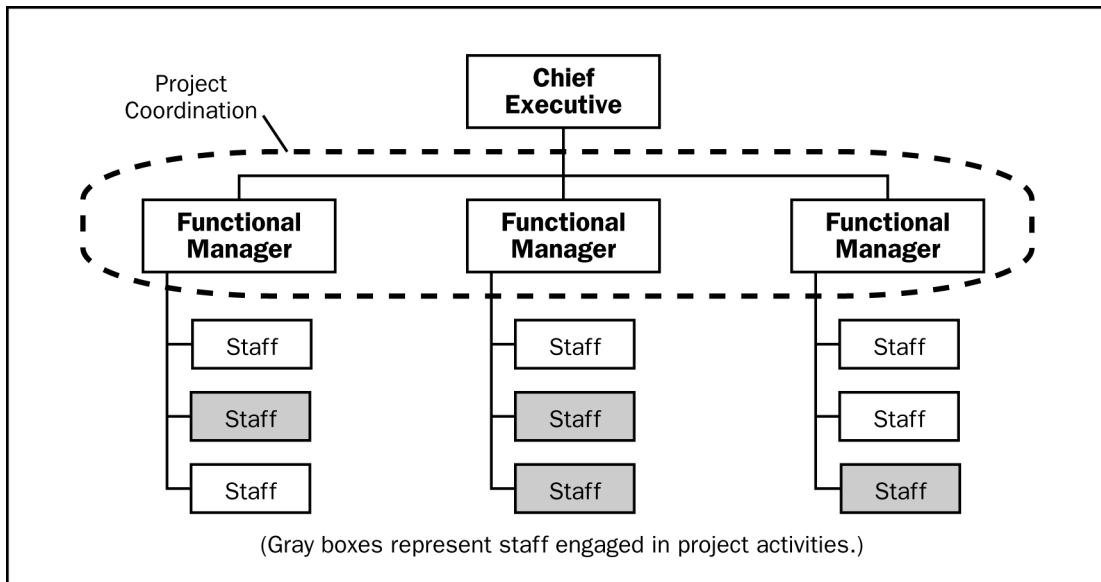 Project
Coordination
Chief
Executive
Functional
Manager
Functional
Manager
Functional
Manager
Staff
Staff
Staff
Staff
Staff
Staff
Staff
Staff
Staff
(Gray boxes represent staff engaged in project activities.)